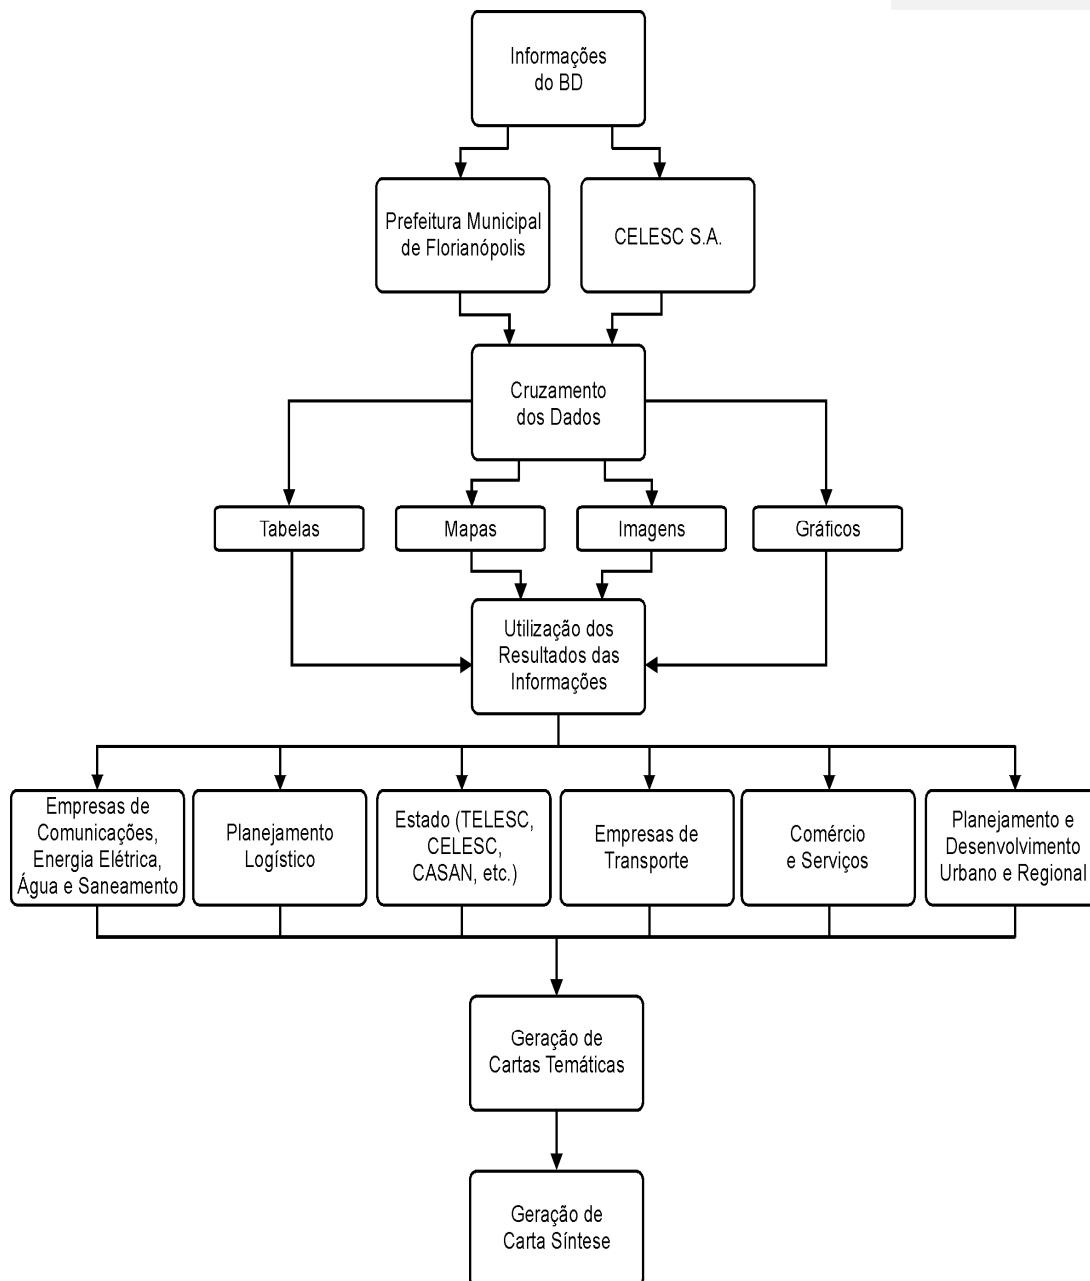 Informações
do BD
Prefeitura Municipal
de Florianópolis
CELESC S.A.
Cruzamento
dos Dados
Tabelas
Mapas
Imagens
Gráficos
Utilização dos
Resultados das
Informações
Empresas de
Comunicações,
Energia Elétrica,
Água e Saneamento
Planejamento
Logístico
Estado (TELESC,
CELESC,
CASAN, etc.)
Empresas de
Transporte
Comércio
e Serviços
Planejamento e
Desenvolvimento
Urbano e Regional
Geração de
Cartas Temáticas
Geração de
Carta Síntese